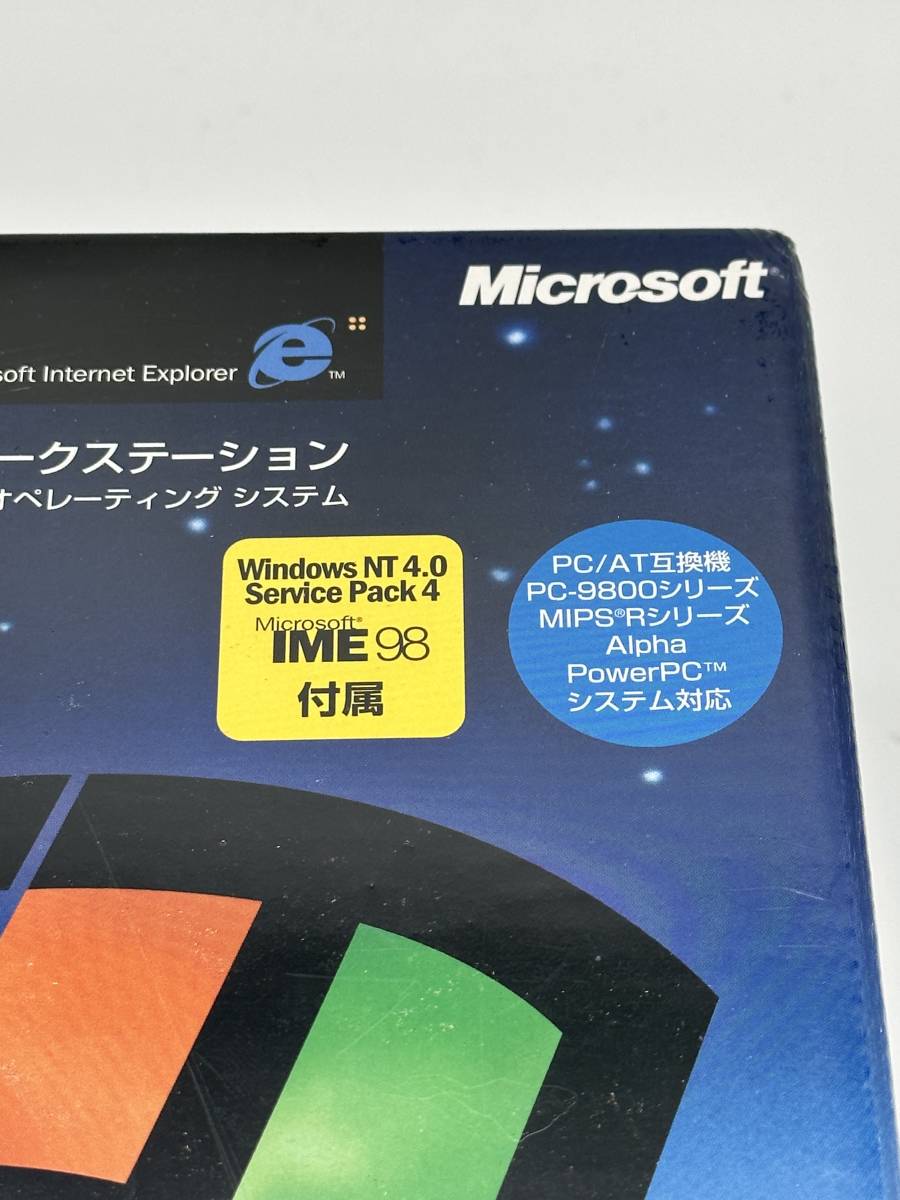 Microsoft
soft Internet Explorer
TM
ークステーション
オペレーティング システム
Windows NT 4.0
Service Pack 4
Microsoft®
IME 98
付属
PC/AT互換機
PC-9800シリーズ
MIPS®Rシリーズ
Alpha
PowerPC™
システム対応